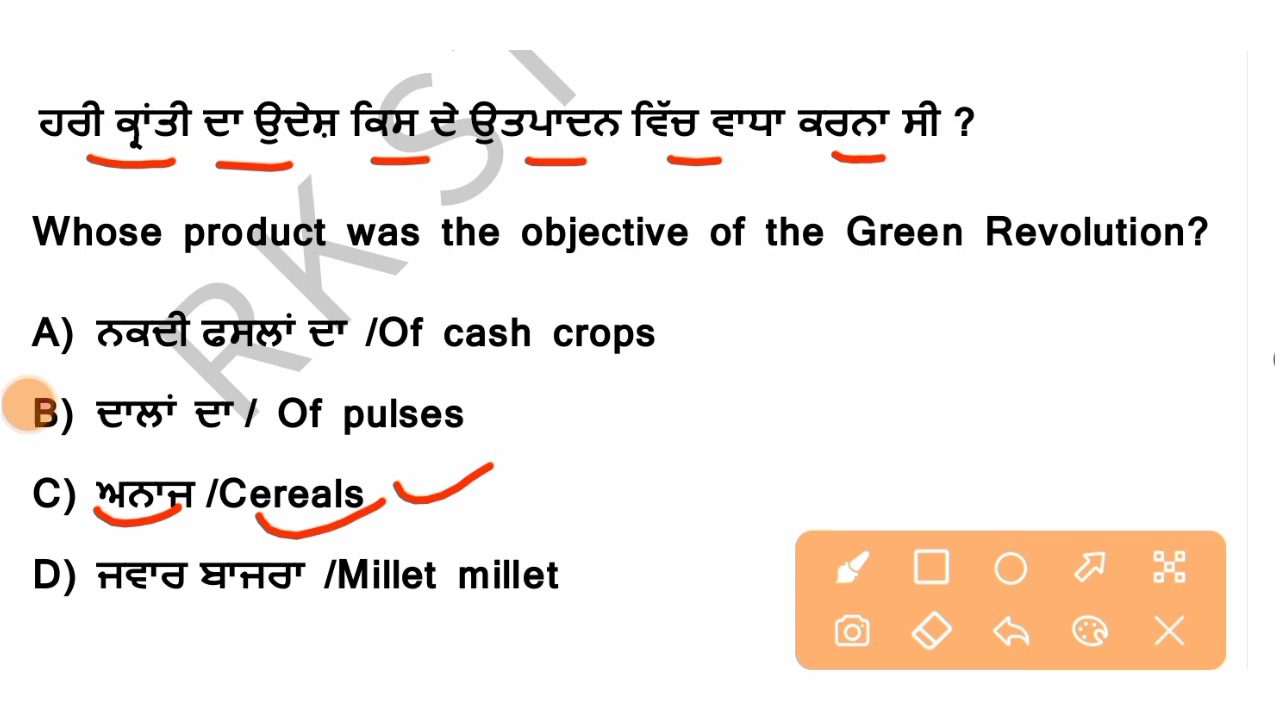 ਹਰੀ ਕ੍ਰਾਂਤੀ ਦਾ ਉਦੇਸ਼ ਕਿਸ ਦੇ ਉਤਪਾਦਨ ਵਿੱਚ ਵਾਧਾ ਕਰਨਾ ਸੀ ?
Whose product was the objective of the Green Revolution?
A) ਨਕਦੀ ਫਸਲਾਂ ਦਾ /Of cash crops
B) ਦਾਲਾਂ ਦਾ / Of pulses
C) ਅਨਾਜ /Cereals
D) ਜਵਾਰ ਬਾਜਰਾ /Millet millet